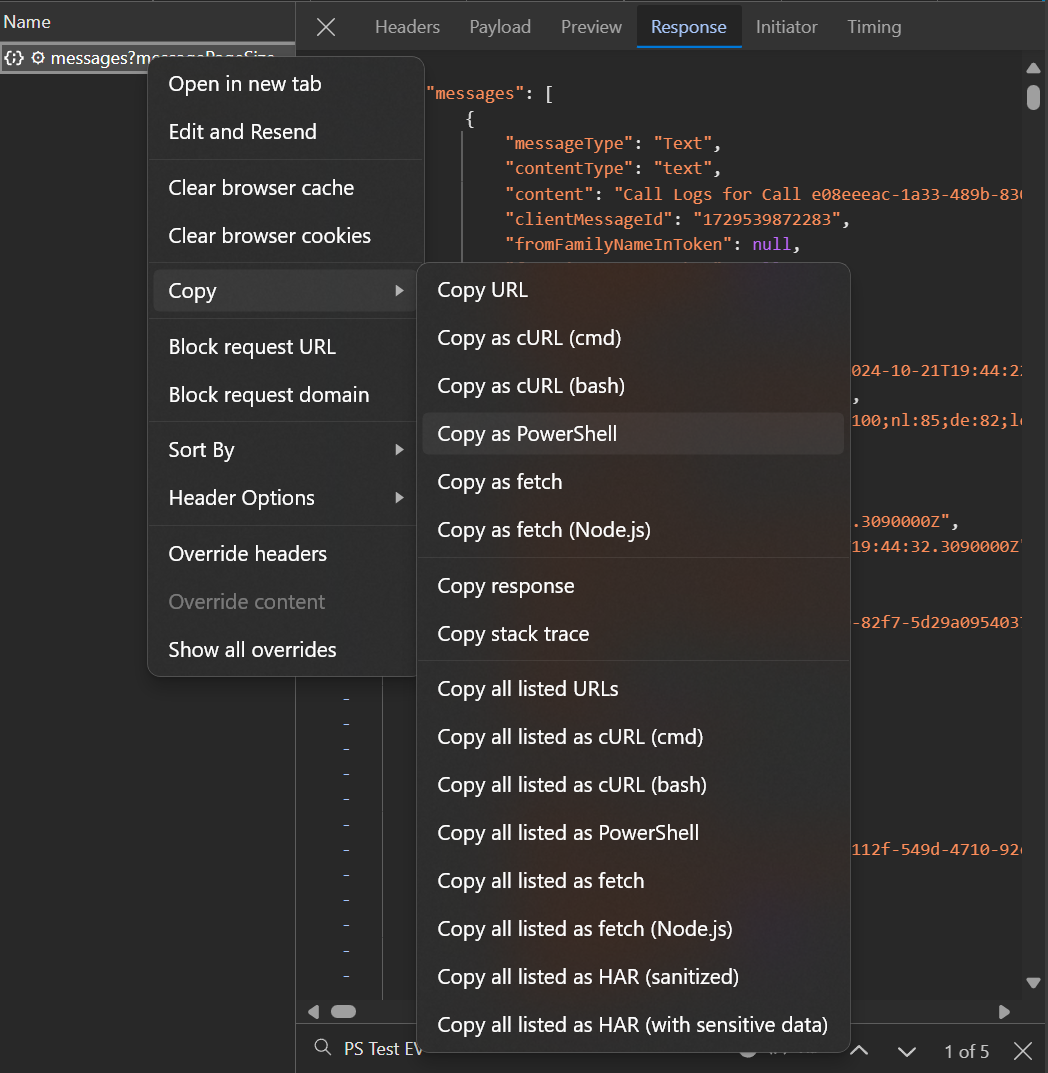 Name
Headers
Payload
Preview
Response
Initiator
Timing
Open in new tab
Edit and Resend
Clear browser cache
Clear browser cookies
Copy
Block request URL
Block request domain
Sort By
Header Options
Override headers
Override content
Show all overrides
Copy URL
Copy as cURL (cmd)
Copy as cURL (bash)
Copy as PowerShell
Copy as fetch
Copy as fetch (Node.js)
Copy response
Copy stack trace
Copy all listed URLs
Copy all listed as cURL (cmd)
Copy all listed as cURL (bash)
Copy all listed as PowerShell
Copy all listed as fetch
Copy all listed as fetch (Node.js)
Copy all listed as HAR (sanitized)
Copy all listed as HAR (with sensitive data)
"messages": [
{
"messageType": "Text",
"contentType": "text",
"content": "Call Logs for Call e08eeeac-1a33-489b-830
"clientMessageId": "1729539872283",
"fromFamilyNameInToken": null,
024-10-21T19:44:2
,
100;nl:85;de:82;l
.3090000Z",
19:44:32.3090000Z
-82f7-5d29a095403
112f-549d-4710-92
PS Test EV
1 of 5